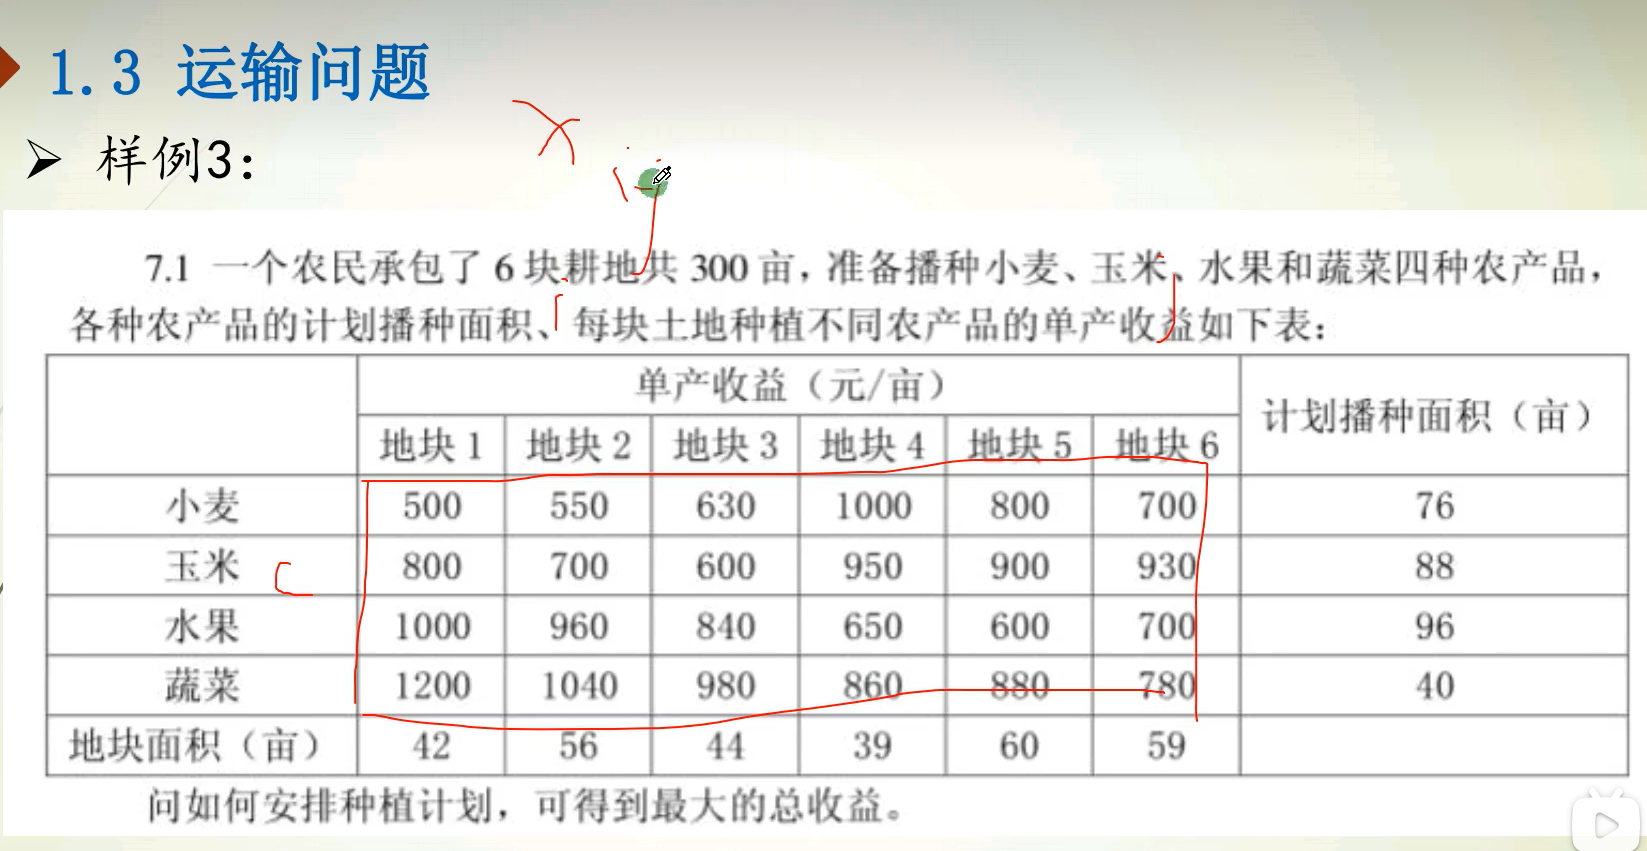 1.3 运输问题
样例3：
X
i j
7.1 一个农民承包了 6 块耕地共 300 亩，准备播种小麦、玉米、水果和蔬菜四种农产品，
i j
各种农产品的计划播种面积、每块土地种植不同农产品的单产收益如下表：
单产收益（元/亩） 计划播种面积（亩）
地块 1 地块 2 地块 3 地块 4 地块 5 地块 6
小麦 500 550 630 1000 800 700 76
玉米 C 800 700 600 950 900 930 88
水果 1000 960 840 650 600 700 96
蔬菜 1200 1040 980 860 880 780 40
地块面积（亩） 42 56 44 39 60 59
问如何安排种植计划，可得到最大的总收益。